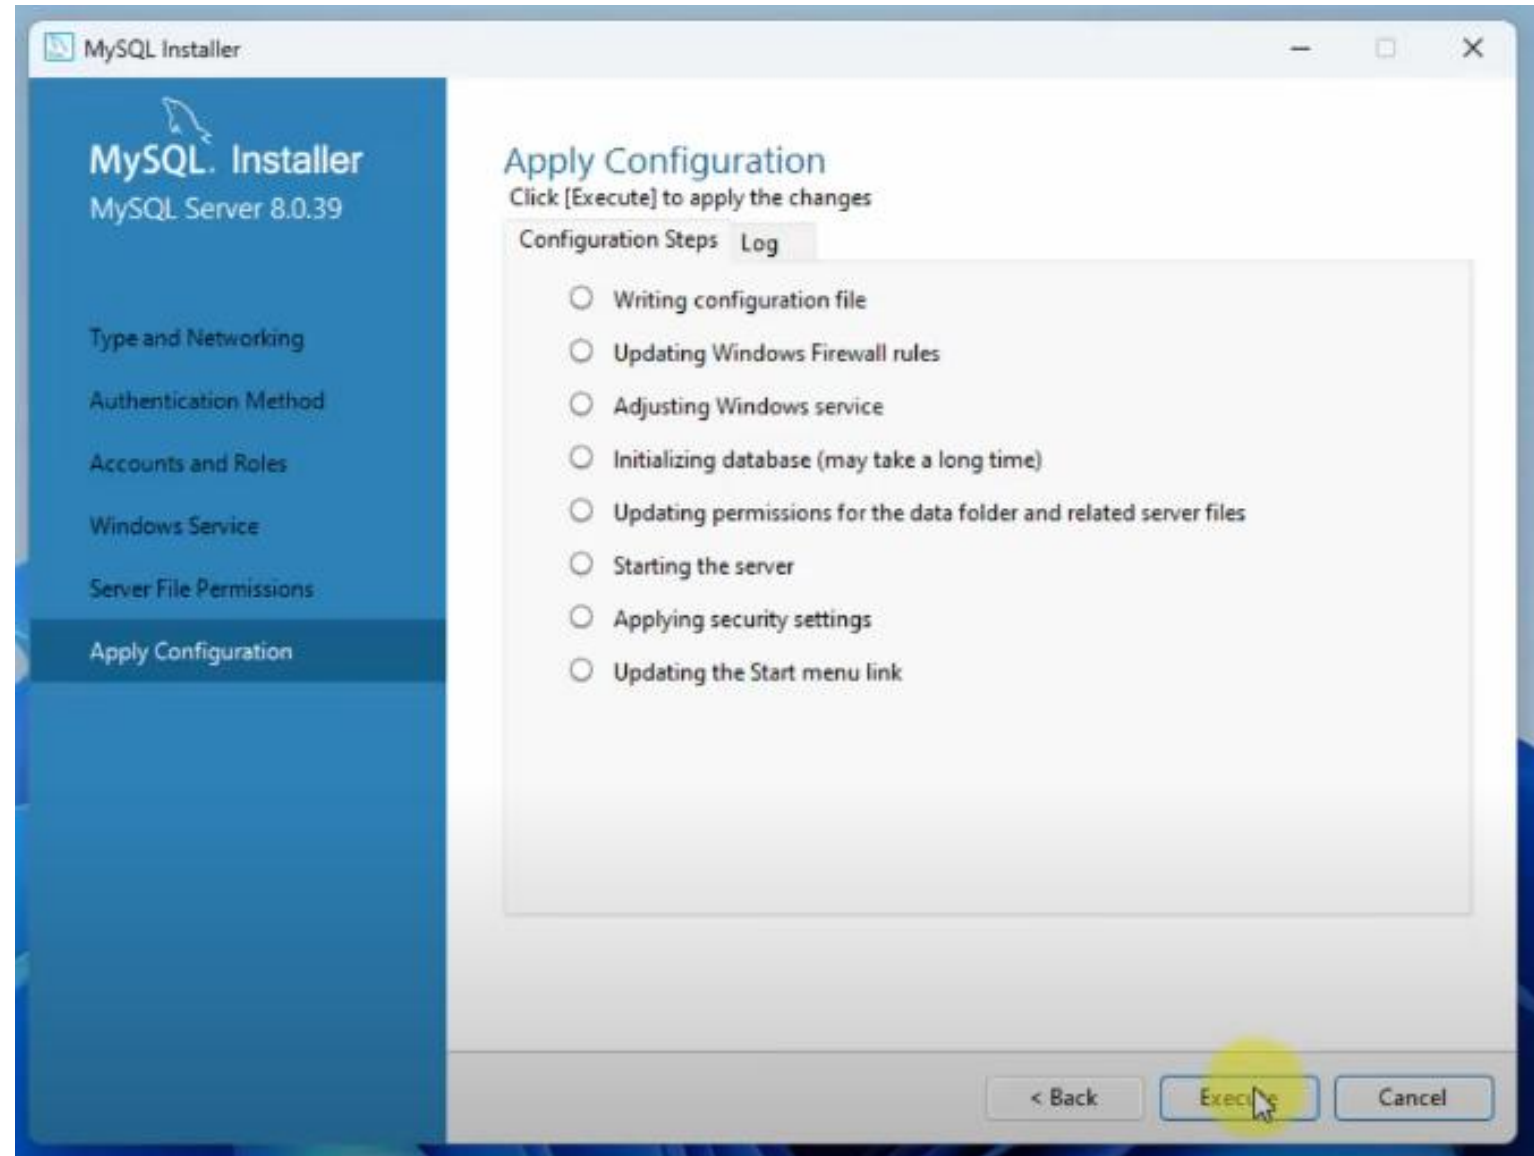 MySQL Installer
MySQL. Installer
MySQL Server 8.0.39
Type and Networking
Authentication Method
Accounts and Roles
Windows Service
Server File Permissions
Apply Configuration
Apply Configuration
Click [Execute] to apply the changes
Configuration Steps Log
Writing configuration file
Updating Windows Firewall rules
Adjusting Windows service
Initializing database (may take a long time)
Updating permissions for the data folder and related server files
Starting the server
Applying security settings
Updating the Start menu link
< Back Execute Cancel